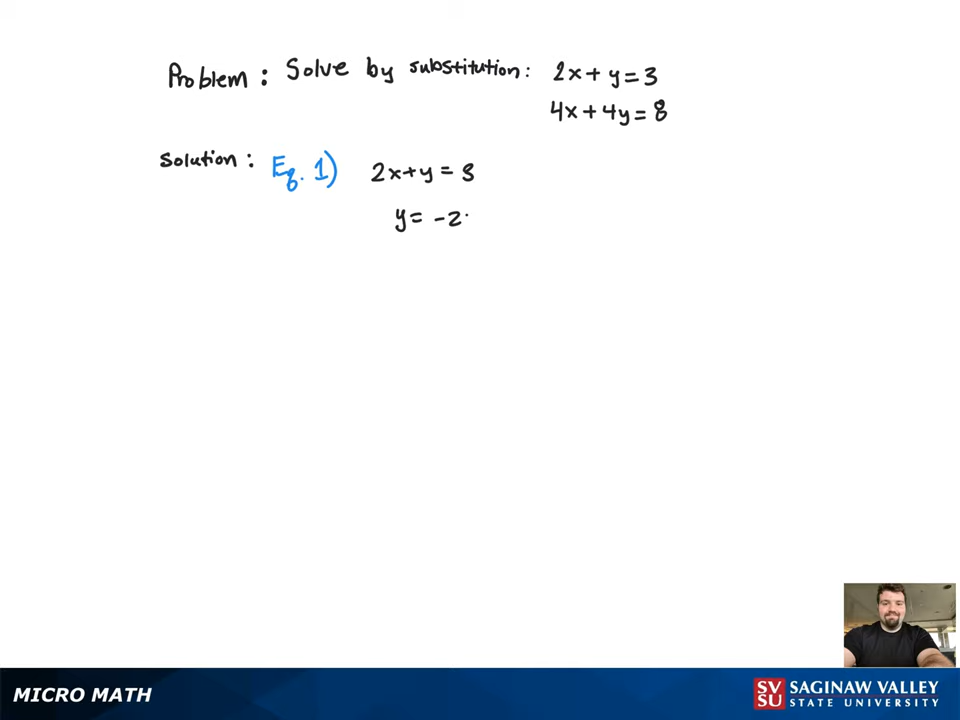 Problem: Solve by substitution: 2x + y = 3
4x + 4y = 8
Solution: Eq. 1) 2x + y = 3
y = -2
MICRO MATH
SVSU SAGINAW VALLEY STATE UNIVERSITY